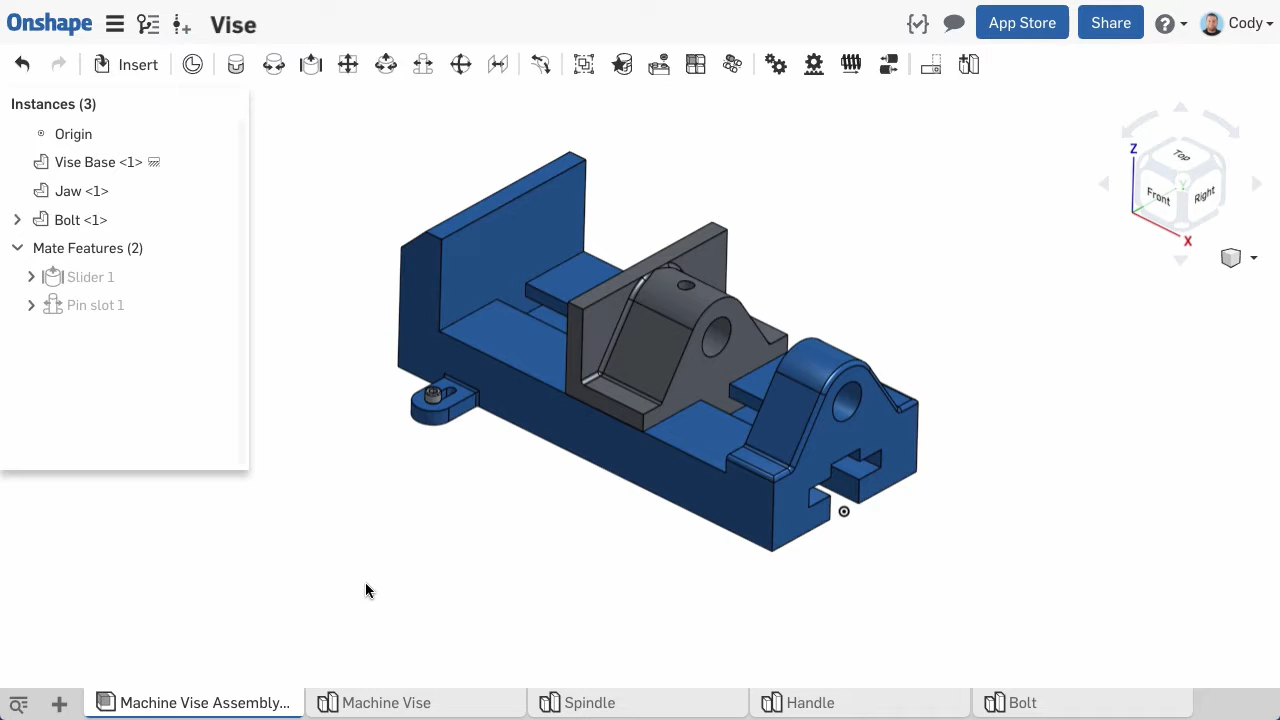 Onshape
Vise
App Store
Share
Cody
Insert
Instances (3)
Origin
Vise Base <1>
Jaw <1>
Bolt <1>
Mate Features (2)
Slider 1
Pin slot 1
Top
Front
Right
Z
Y
X
Machine Vise Assembly...
Machine Vise
Spindle
Handle
Bolt